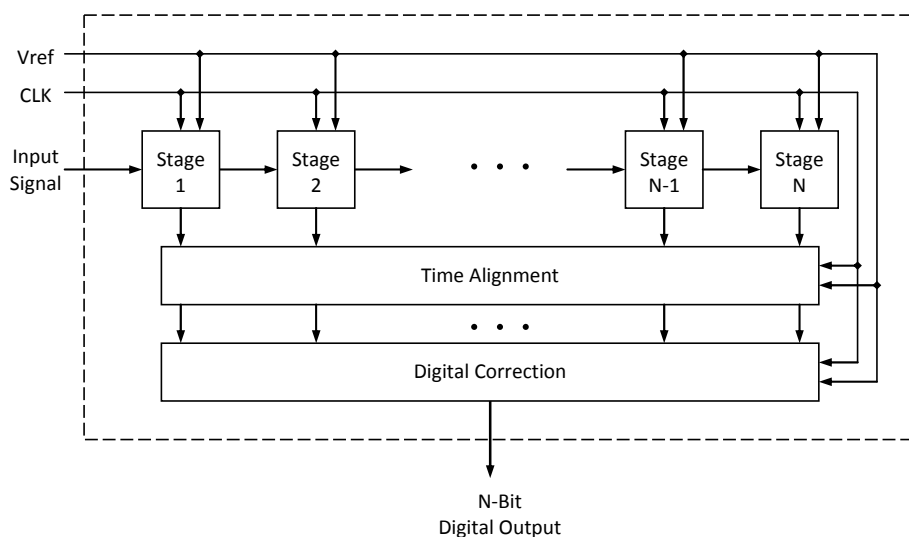 Vref
CLK
Input
Signal
Stage
1
Stage
2
. . .
Stage
N-1
Stage
N
Time Alignment
. . .
Digital Correction
N-Bit
Digital Output